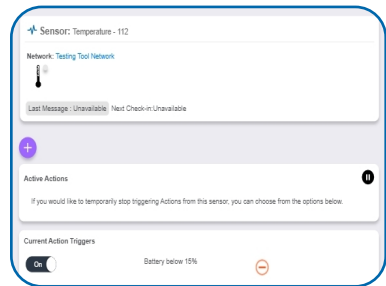 Sensor: Temperature - 112
Network: Testing Tool Network
Last Message : Unavailable Next Check-in:Unavailable
Active Actions
If you would like to temporarily stop triggering Actions from this sensor, you can choose from the options below.
Current Action Triggers
On Battery below 15%